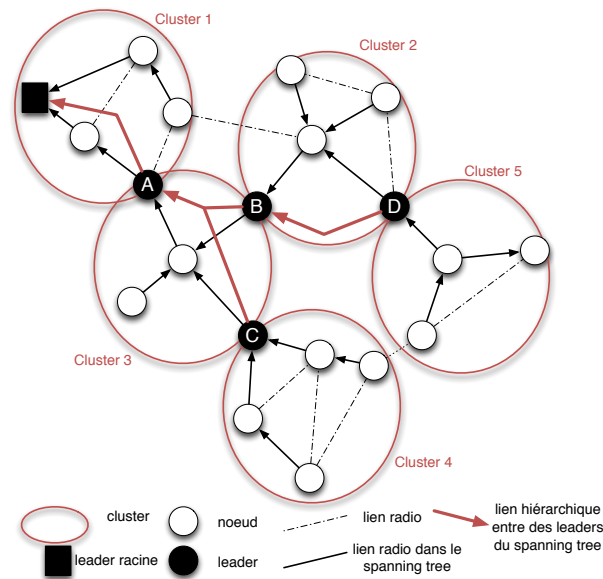 Cluster 1
Cluster 2
A
B
D
Cluster 5
C
Cluster 3
Cluster 4
cluster
noeud
lien radio
lien hiérarchique
entre des leaders
du spanning tree
leader racine
leader
lien radio dans le
spanning tree